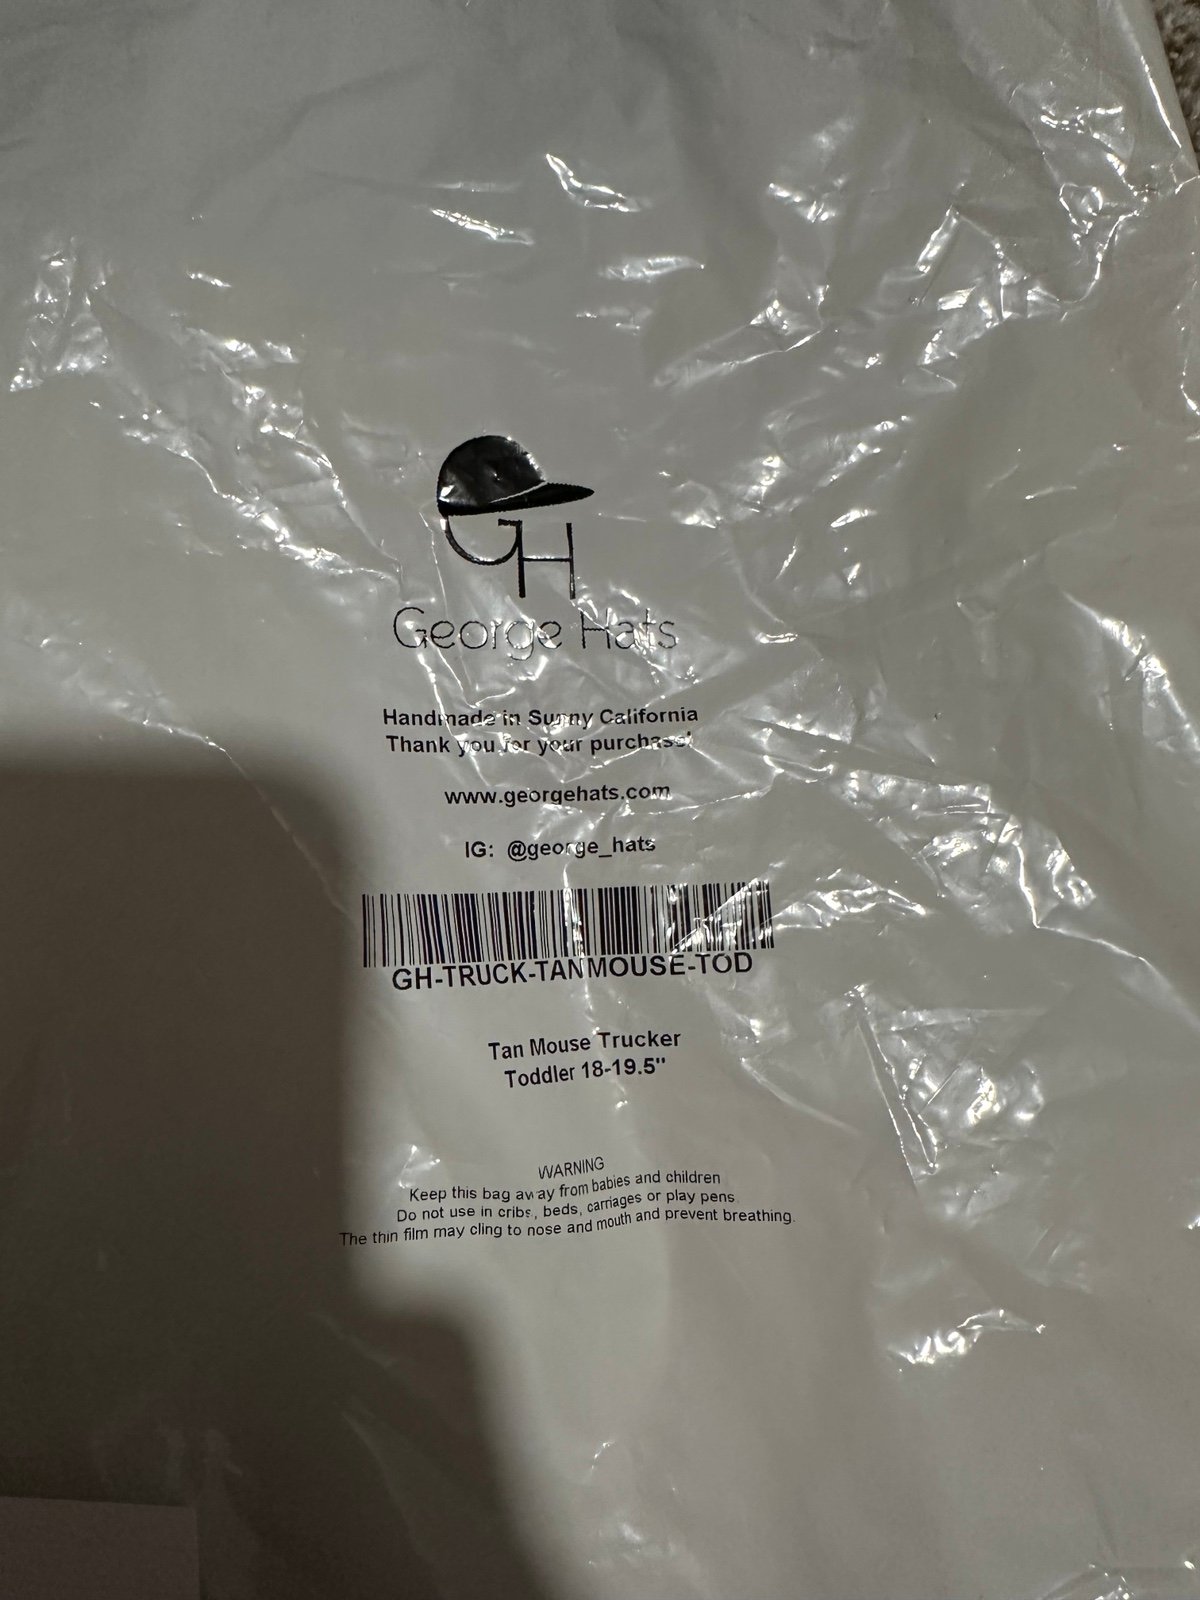 GH
George Hats
Handmade in Sunny California
Thank you for your purchase!
www.georgehats.com
IG: @george_hats
GH-TRUCK-TANMOUSE-TOD
Tan Mouse Trucker
Toddler 18-19.5"
WARNING
Keep this bag away from babies and children
Do not use in cribs, beds, carriages or play pens.
The thin film may cling to nose and mouth and prevent breathing.